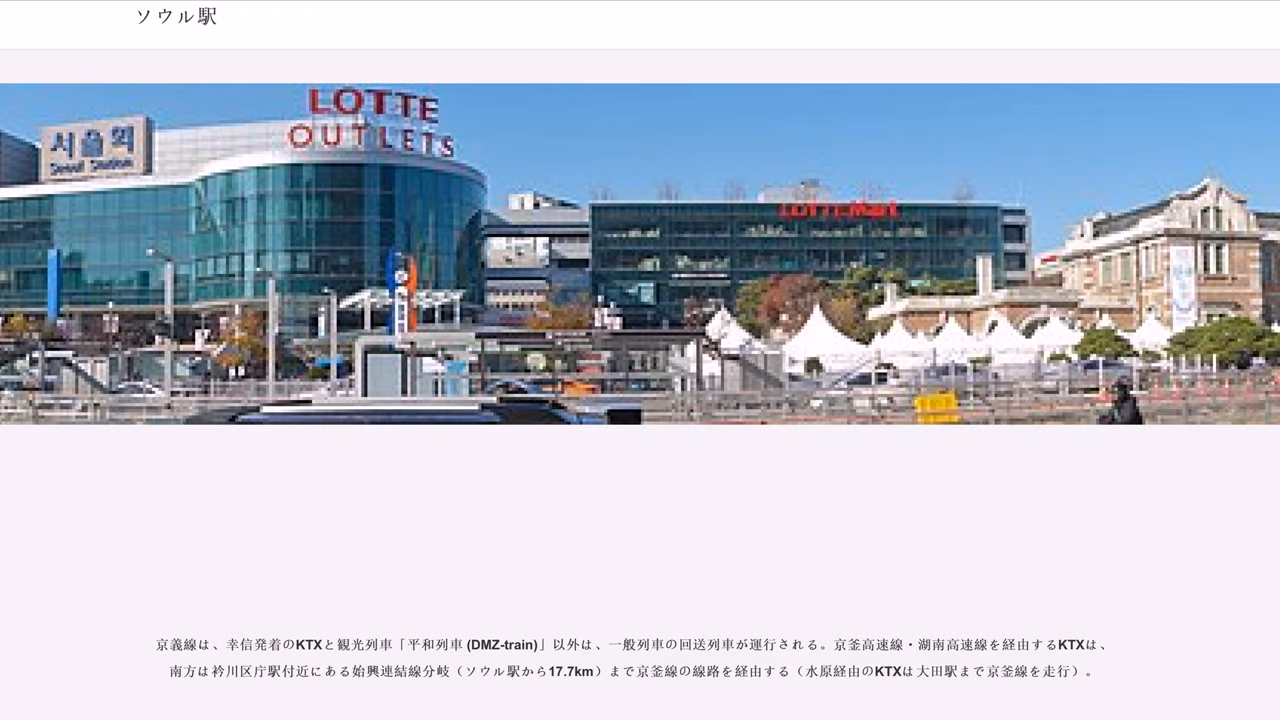 ソウル駅
LOTTE
OUTLETS
서울역
Seoul Station
LOTTE Mart
京義線は、幸信発着のKTXと観光列車「平和列車 (DMZ-train)」以外は、一般列車の回送列車が運行される。京釜高速線・湖南高速線を経由するKTXは、
南方は衿川区庁駅付近にある始興連結線分岐（ソウル駅から17.7km）まで京釜線の線路を経由する（水原経由のKTXは大田駅まで京釜線を走行）。